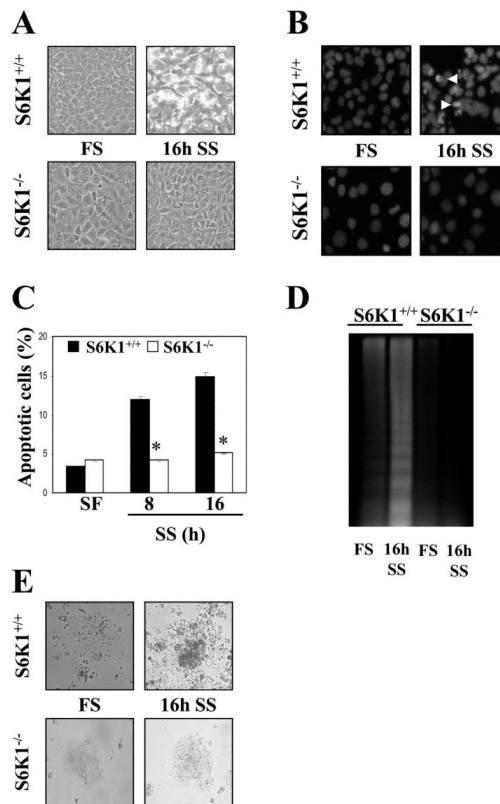 A
B
S6K1+/+
S6K1+/+
FS
16h SS
FS
16h SS
S6K1-/-
S6K1-/-
C
D
S6K1+/+ S6K1-/-
Apoptotic cells (%)
S6K1+/+ S6K1-/-
20
15
10
5
0
*
*
SF
8
16
SS (h)
FS 16h FS 16h
SS SS
E
S6K1+/+
FS
16h SS
S6K1-/-